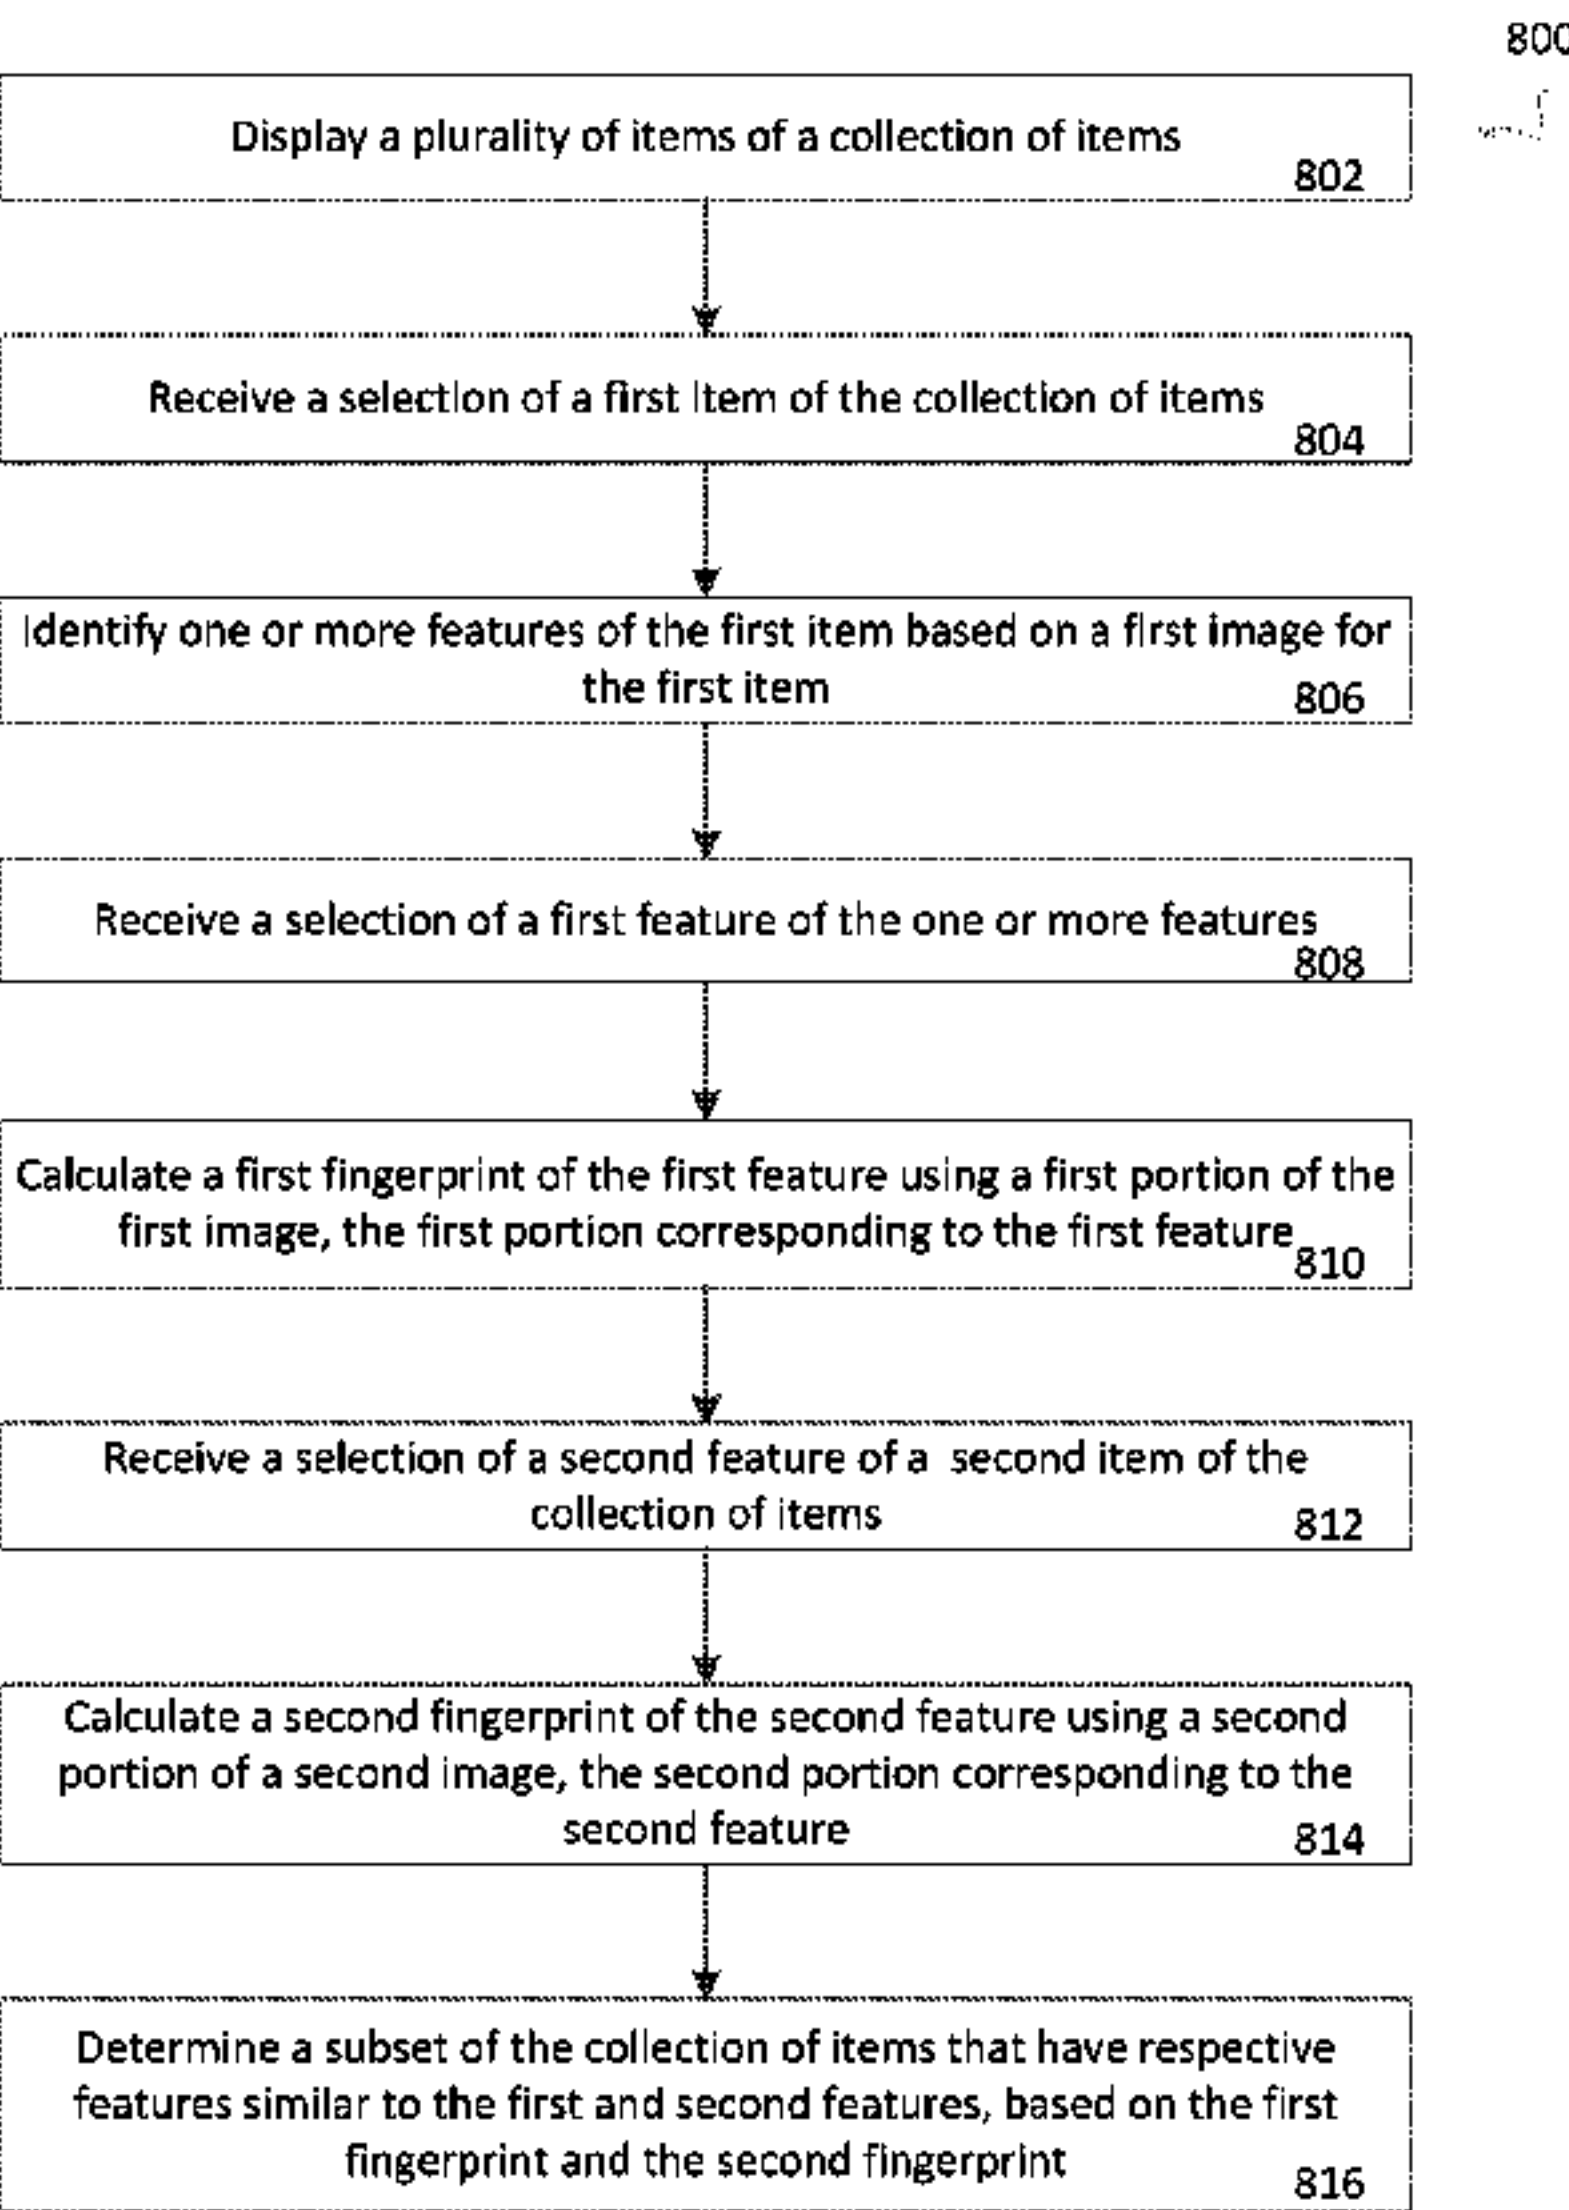 800
Display a plurality of items of a collection of items
802
Receive a selection of a first item of the collection of items
804
Identify one or more features of the first item based on a first image for
the first item
806
Receive a selection of a first feature of the one or more features
808
Calculate a first fingerprint of the first feature using a first portion of the
first image, the first portion corresponding to the first feature
810
Receive a selection of a second feature of a second item of the
collection of items
812
Calculate a second fingerprint of the second feature using a second
portion of a second image, the second portion corresponding to the
second feature
814
Determine a subset of the collection of items that have respective
features similar to the first and second features, based on the first
fingerprint and the second fingerprint
816